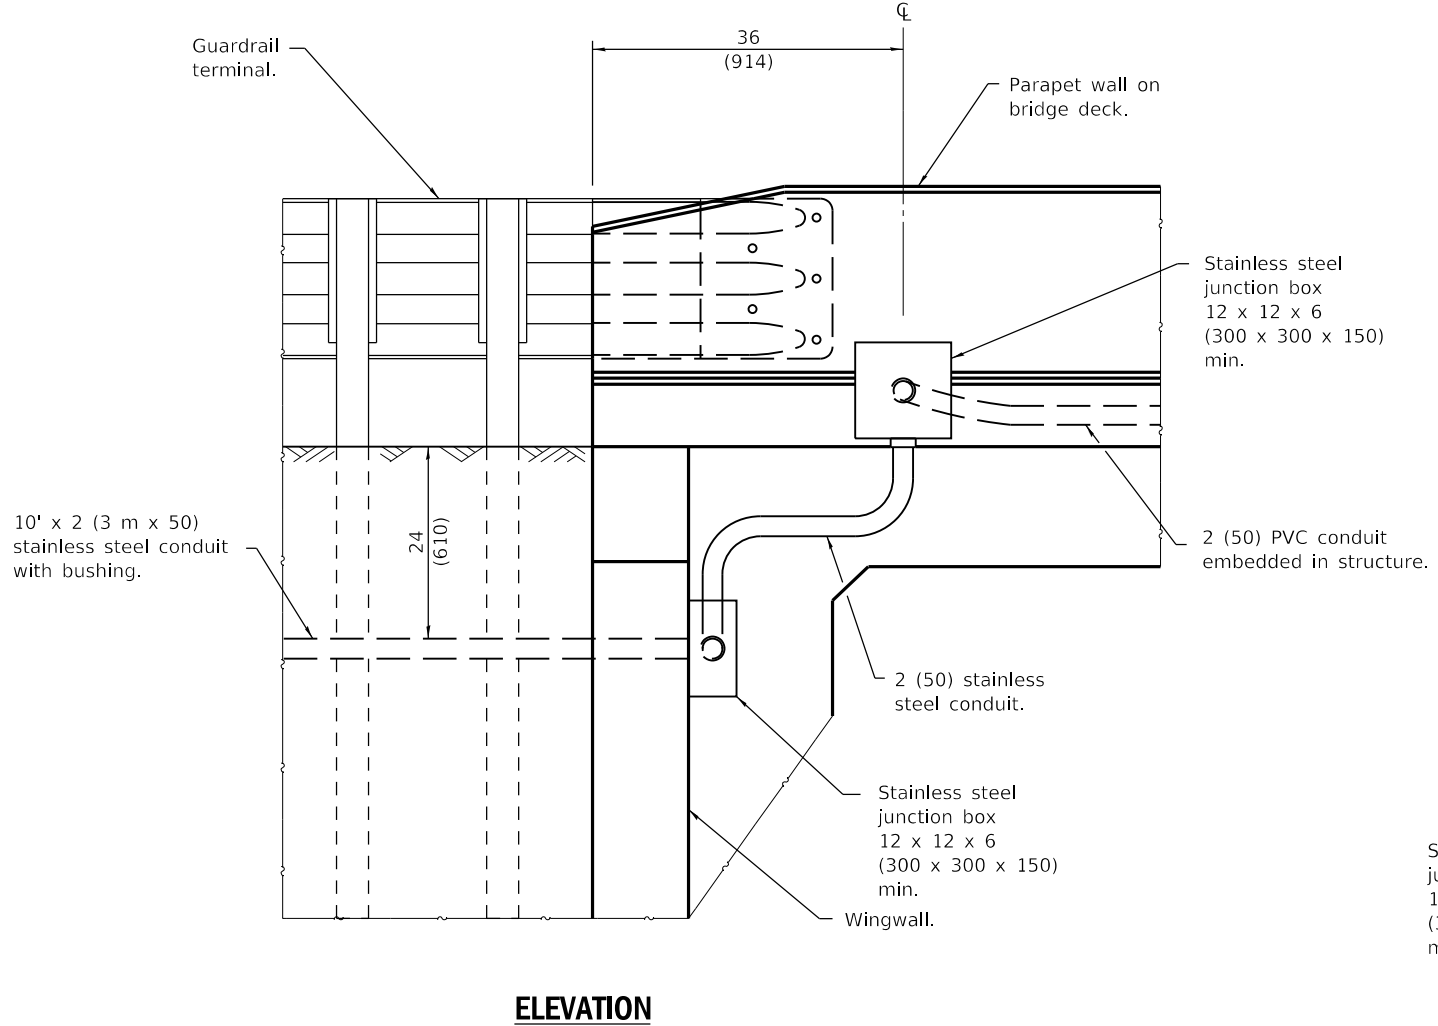 ℄
36
(914)
Guardrail
terminal.
Parapet wall on
bridge deck.
Stainless steel
junction box
12 x 12 x 6
(300 x 300 x 150)
min.
24
(610)
10' x 2 (3 m x 50)
stainless steel conduit
with bushing.
2 (50) PVC conduit
embedded in structure.
2 (50) stainless
steel conduit.
Stainless steel
junction box
12 x 12 x 6
(300 x 300 x 150)
min.
Wingwall.
ELEVATION